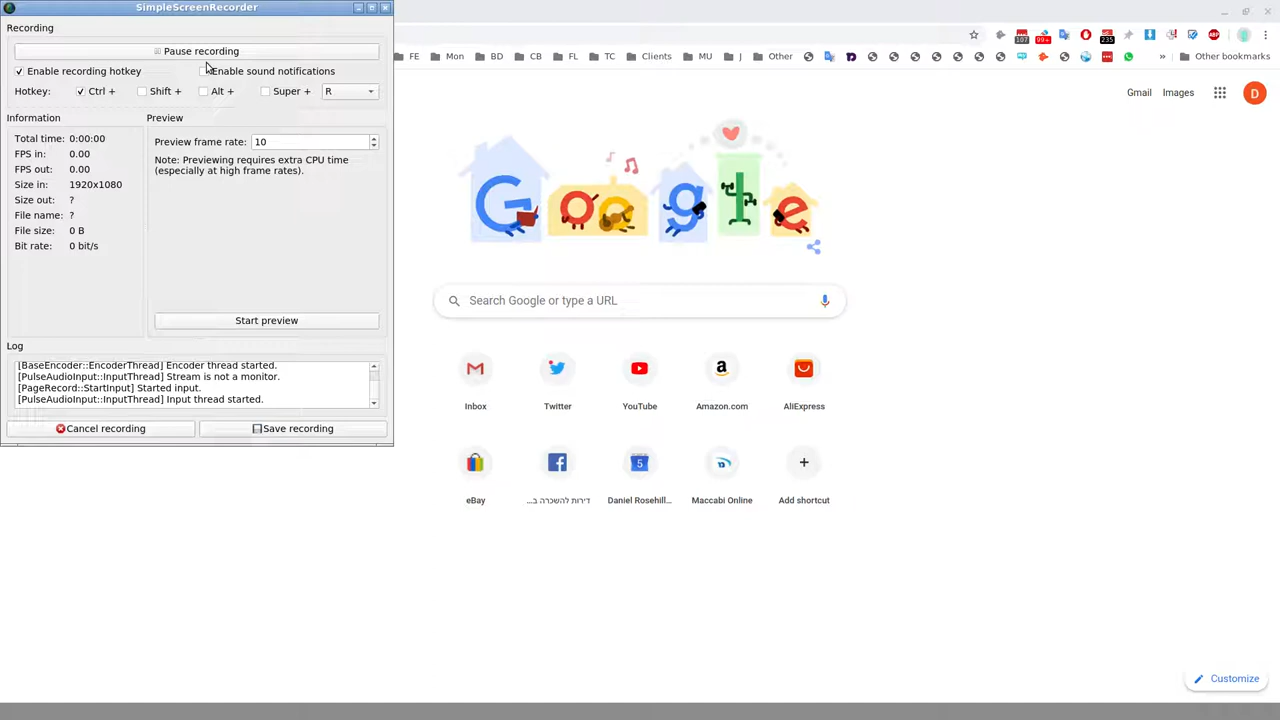 SimpleScreenRecorder
Recording
Pause recording
Enable recording hotkey
Enable sound notifications
Hotkey: Ctrl + Shift + Alt + Super + R
Information
Total time: 0:00:00
FPS in: 0.00
FPS out: 0.00
Size in: 1920x1080
Size out: ?
File name: ?
File size: 0 B
Bit rate: 0 bit/s
Preview
Preview frame rate: 10
Note: Previewing requires extra CPU time
(especially at high frame rates).
Start preview
Log
[BaseEncoder::EncoderThread] Encoder thread started.
[PulseAudioInput::InputThread] Stream is not a monitor.
[PageRecord::StartInput] Started input.
[PulseAudioInput::InputThread] Input thread started.
Cancel recording
Save recording
107 99+ 235 ABP
FE Mon BD CB FL TC Clients MU J Other » Other bookmarks
Gmail Images D
Google
Search Google or type a URL
Inbox Twitter YouTube Amazon.com AliExpress
5
eBay ...דירות להשכרה ב Daniel Rosehill... Maccabi Online Add shortcut
Customize